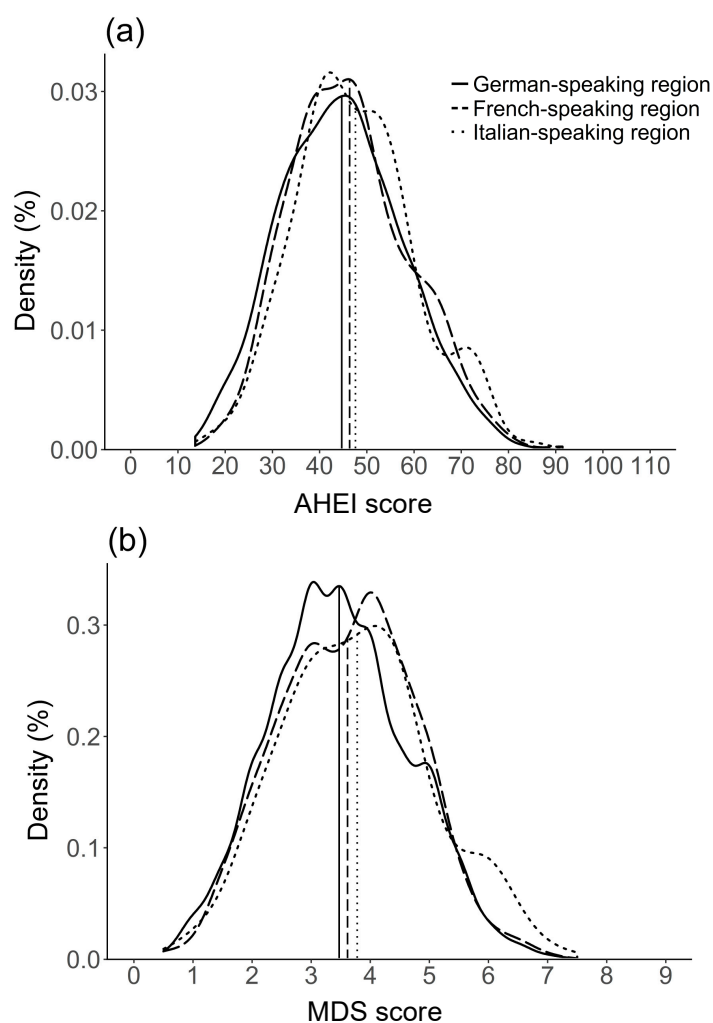 (a)
German-speaking region
French-speaking region
Italian-speaking region
Density (%)
0.03
0.02
0.01
0.00
0 10 20 30 40 50 60 70 80 90 100 110
AHEI score
(b)
Density (%)
0.3
0.2
0.1
0.0
0 1 2 3 4 5 6 7 8 9
MDS score